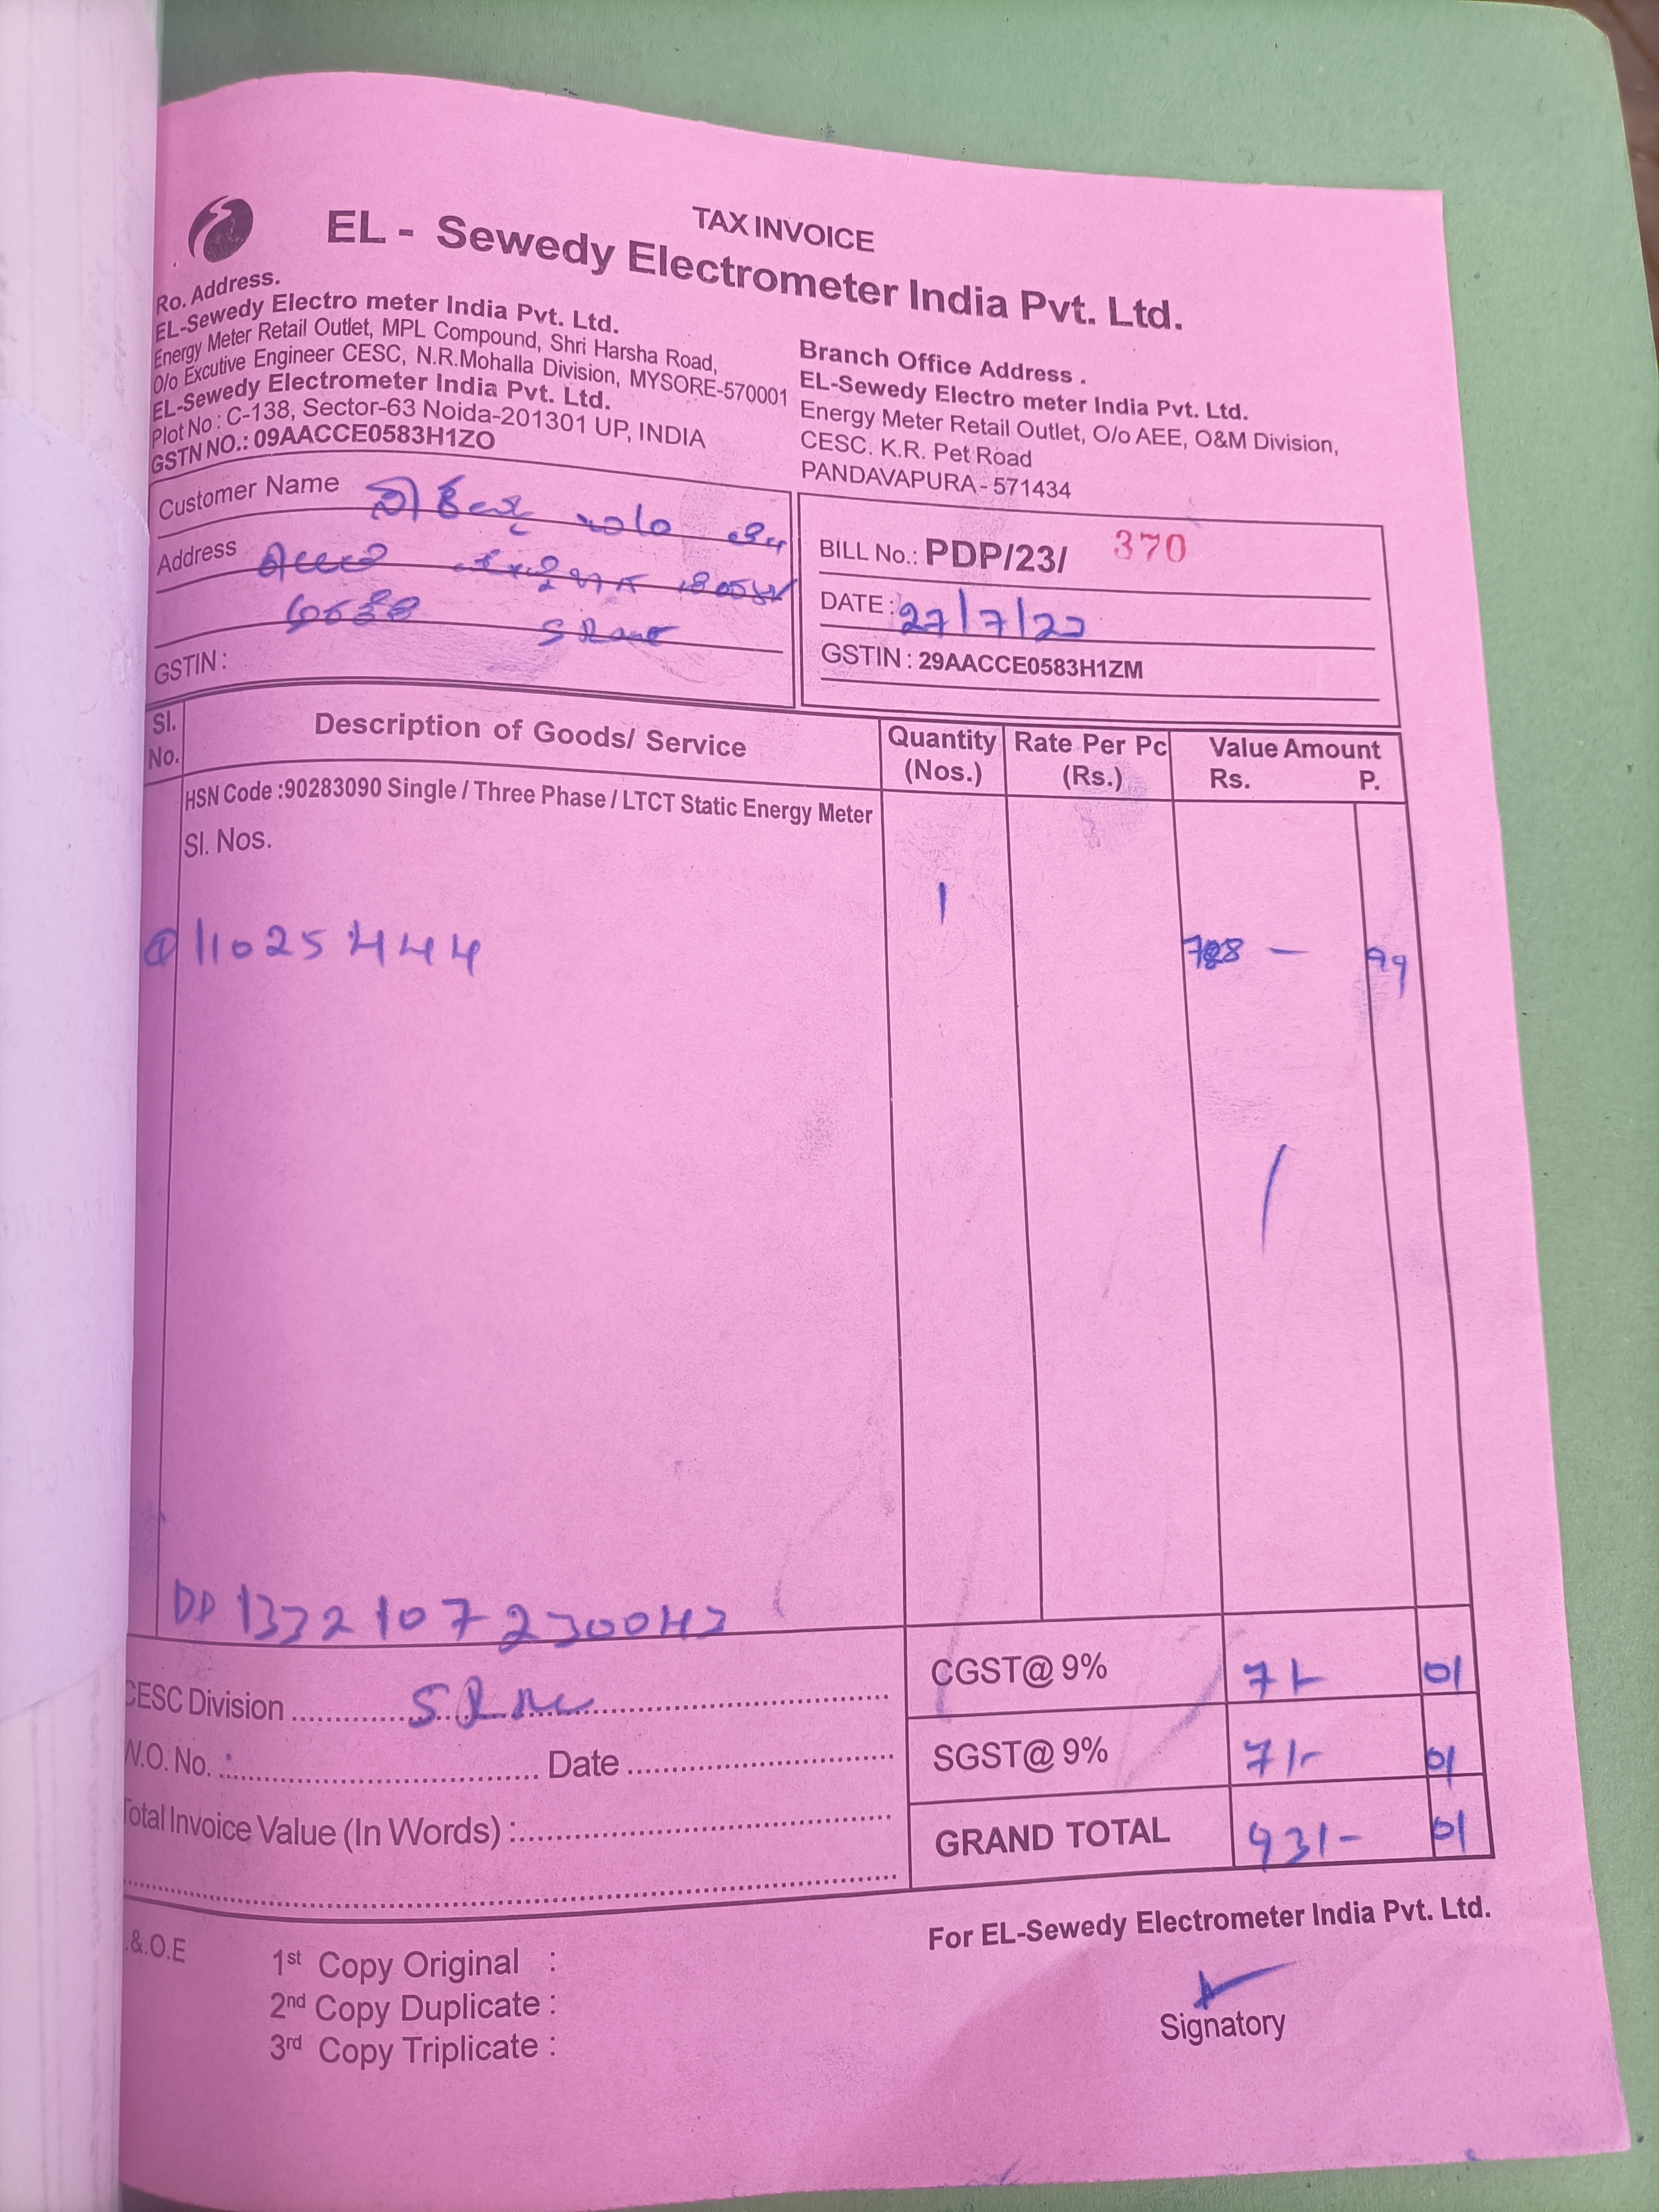 TAX INVOICE
EL - Sewedy Electrometer India Pvt. Ltd.
Ro. Address.
EL-Sewedy Electro meter India Pvt. Ltd.
Energy Meter Retail Outlet, MPL Compound, Shri Harsha Road,
O/o Excutive Engineer CESC, N.R.Mohalla Division, MYSORE-570001
EL-Sewedy Electrometer India Pvt. Ltd.
Plot No : C-138, Sector-63 Noida-201301 UP, INDIA
GSTN NO.: 09AACCE0583H1ZO
Branch Office Address .
EL-Sewedy Electro meter India Pvt. Ltd.
Energy Meter Retail Outlet, O/o AEE, O&M Division,
CESC. K.R. Pet Road
PANDAVAPURA - 571434
Customer Name
Address
GSTIN :
BILL No.: PDP/23/ 370
DATE : 27/7/23
GSTIN : 29AACCE0583H1ZM
Sl. No. Description of Goods/ Service Quantity (Nos.) Rate Per Pc (Rs.) Value Amount Rs. P.
HSN Code :90283090 Single / Three Phase / LTCT Static Energy Meter
Sl. Nos.
11025444 1 788 - 99
DD 1332107230043
CESC Division
CGST@ 9% 71- 01
W.O. No. : Date
SGST@ 9% 71- 01
Total Invoice Value (In Words) :
GRAND TOTAL 931- 01
.&.O.E
For EL-Sewedy Electrometer India Pvt. Ltd.
1st Copy Original :
2nd Copy Duplicate :
3rd Copy Triplicate :
Signatory